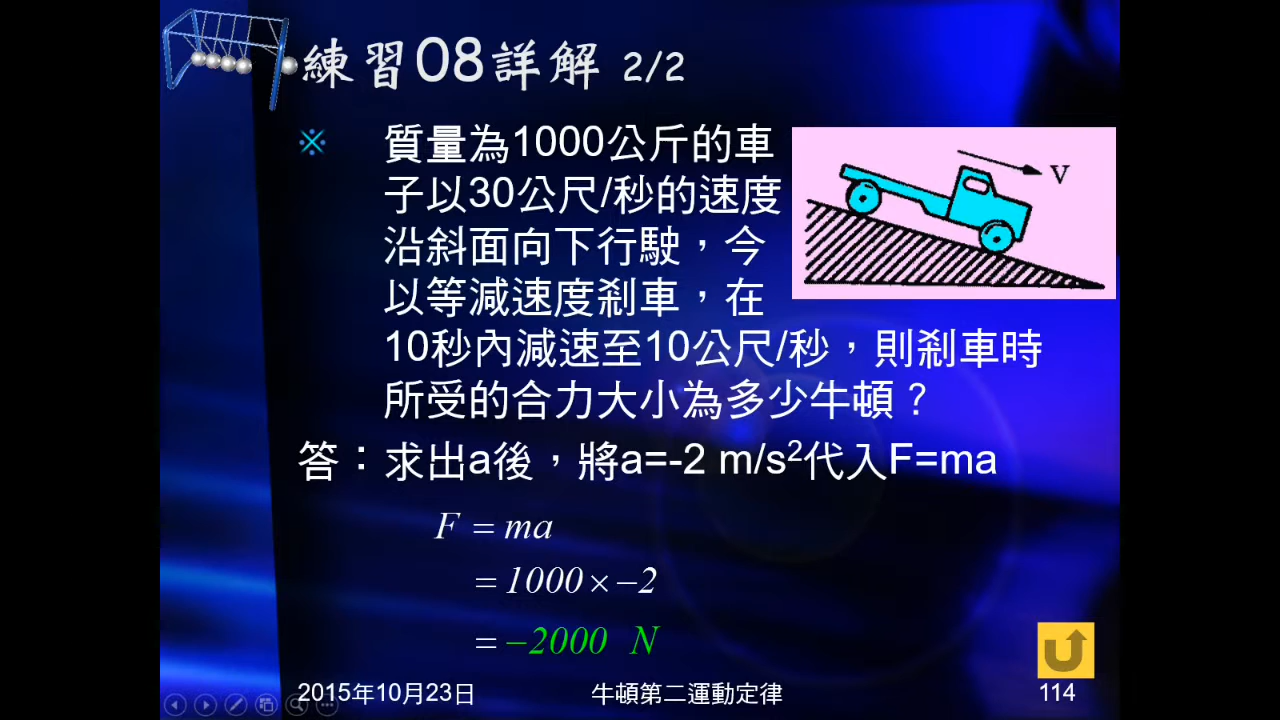 練習08詳解 2/2
※ 質量為1000公斤的車
子以30公尺/秒的速度
沿斜面向下行駛，今
以等減速度剎車，在
10秒內減速至10公尺/秒，則剎車時
所受的合力大小為多少牛頓？
V
答：求出a後，將a=-2 m/s²代入F=ma
F = ma
= 1000 × −2
= −2000 N
2015年10月23日
牛頓第二運動定律
114